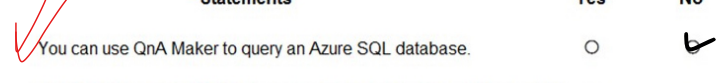 Statements Yes No
You can use QnA Maker to query an Azure SQL database.